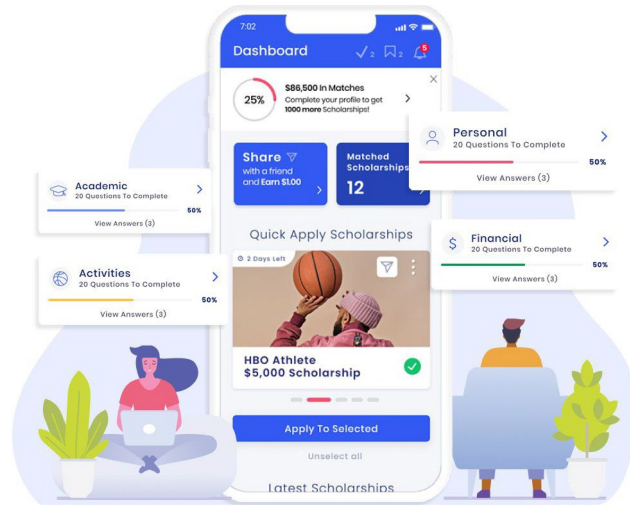 7:02
Dashboard
2
2
5
25%
$86,500 In Matches
Complete your profile to get
1000 more Scholarships!
Share
with a friend
and Earn $1.00
Matched
Scholarships
12
Personal
20 Questions To Complete
50%
View Answers (3)
Academic
20 Questions To Complete
50%
View Answers (3)
Quick Apply Scholarships
Financial
20 Questions To Complete
50%
View Answers (3)
Activities
20 Questions To Complete
50%
View Answers (3)
2 Days Left
HBO Athlete
$5,000 Scholarship
Apply To Selected
Unselect all
Latest Scholarships